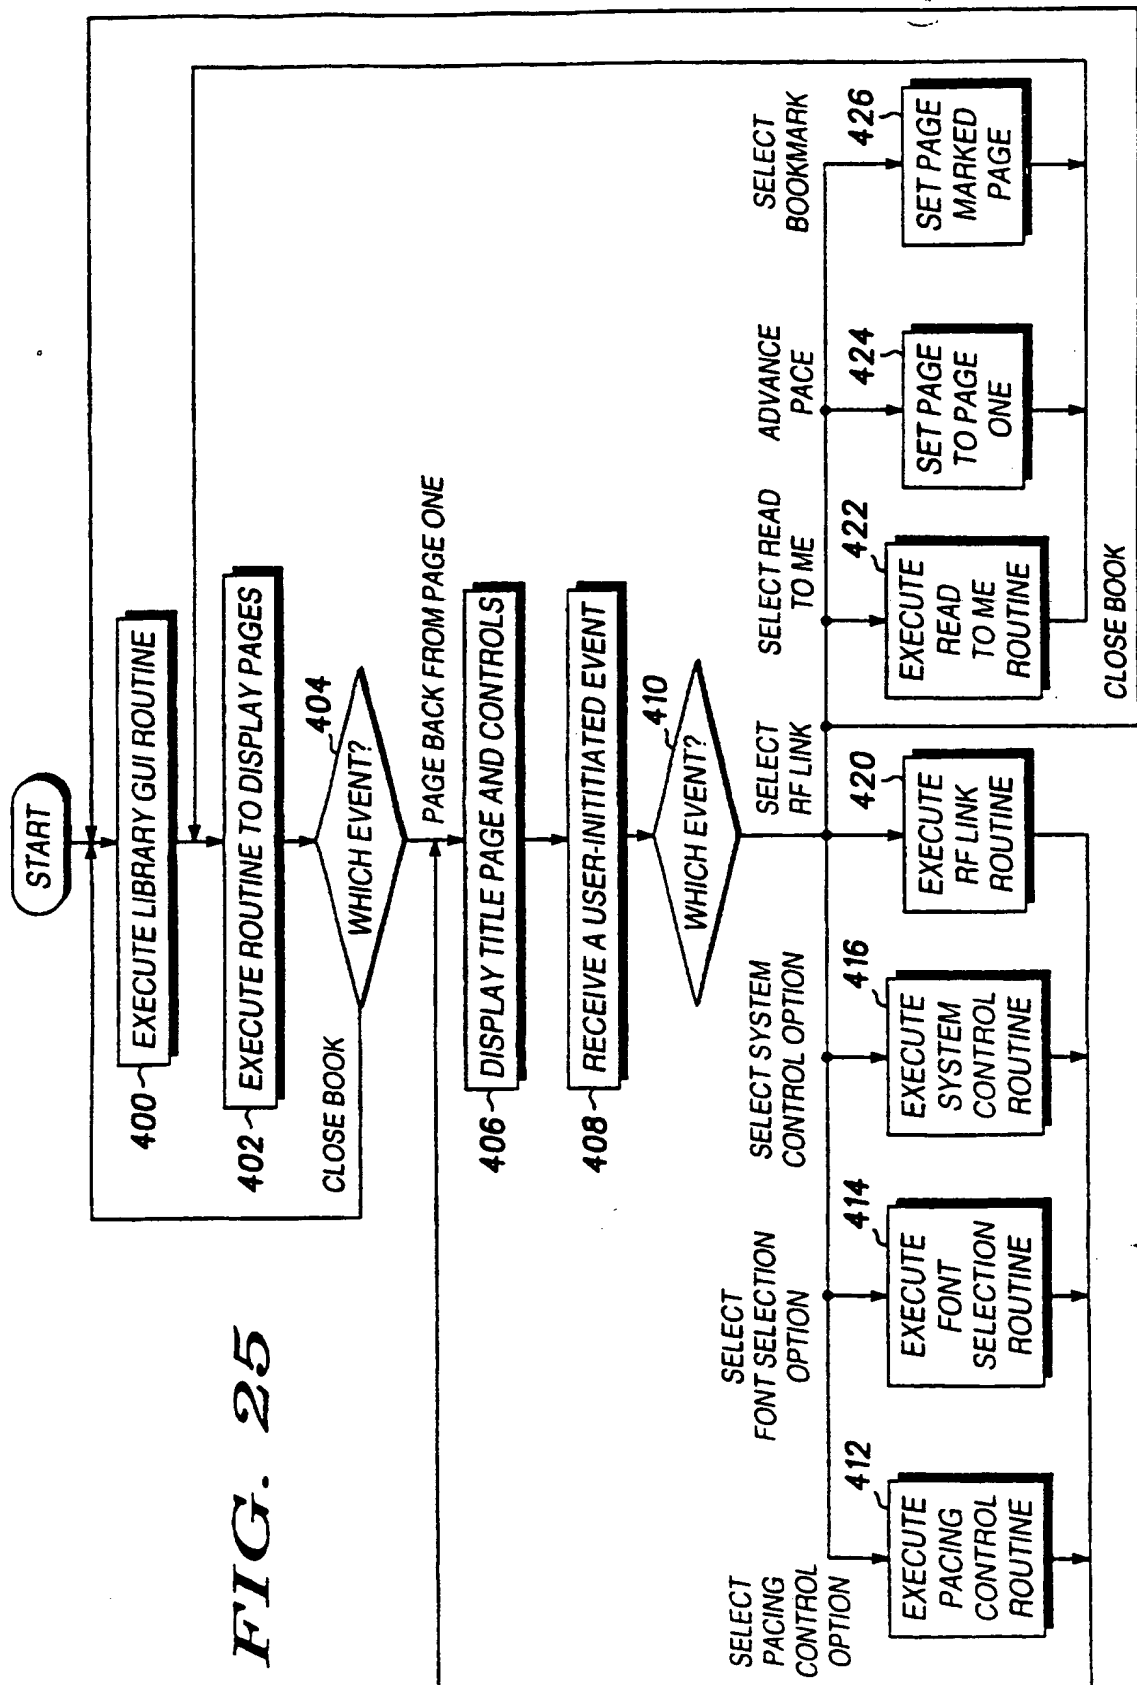 FIG. 25
START
EXECUTE LIBRARY GUI ROUTINE
400
EXECUTE ROUTINE TO DISPLAY PAGES
402
WHICH EVENT?
404
CLOSE BOOK
PAGE BACK FROM PAGE ONE
DISPLAY TITLE PAGE AND CONTROLS
406
RECEIVE A USER-INITIATED EVENT
408
WHICH EVENT?
410
SELECT
PACING
CONTROL
OPTION
412
EXECUTE
PACING
CONTROL
ROUTINE
SELECT
FONT SELECTION
OPTION
414
EXECUTE
FONT
SELECTION
ROUTINE
SELECT SYSTEM
CONTROL OPTION
416
EXECUTE
SYSTEM
CONTROL
ROUTINE
SELECT
RF LINK
420
EXECUTE
RF LINK
ROUTINE
SELECT READ
TO ME
422
EXECUTE
READ
TO ME
ROUTINE
ADVANCE
PACE
424
SET PAGE
TO PAGE
ONE
SELECT
BOOKMARK
426
SET PAGE
MARKED
PAGE
CLOSE BOOK